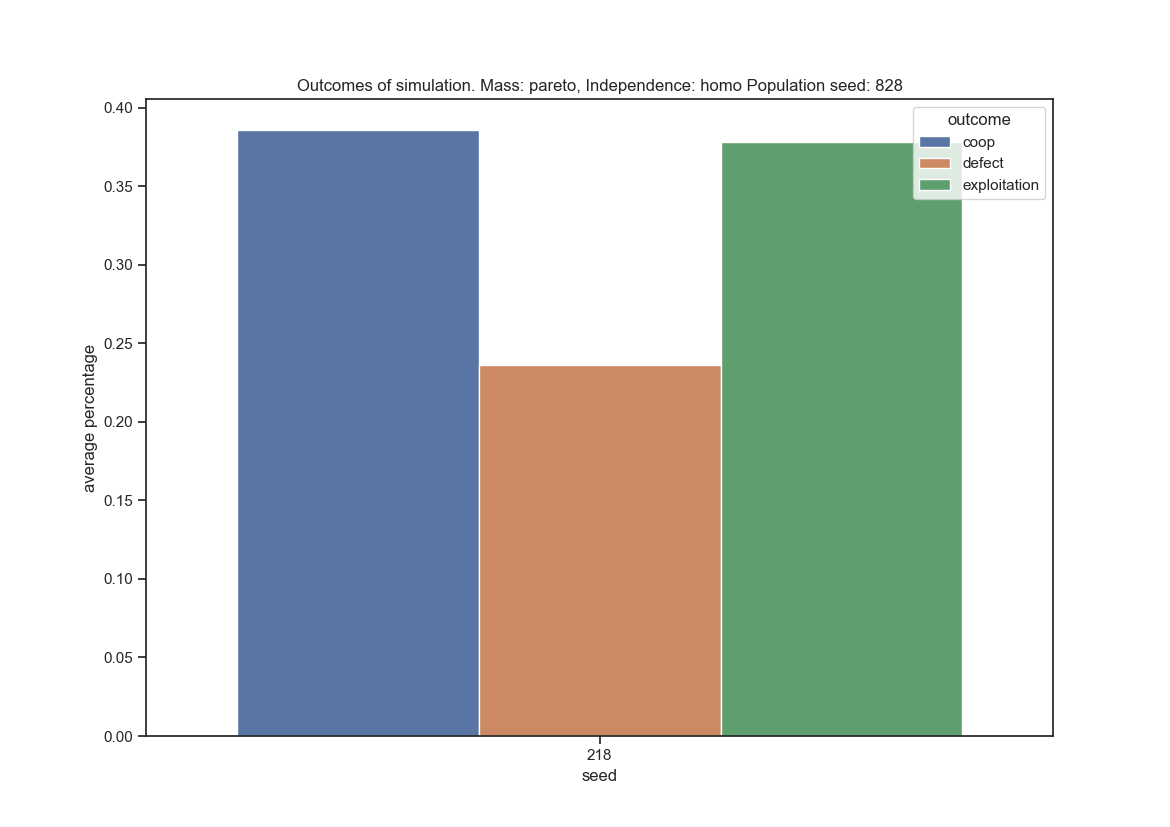 Outcomes of simulation. Mass: pareto, Independence: homo Population seed: 828
0.40
0.35
0.30
0.25
0.20
0.15
0.10
0.05
0.00
average percentage
outcome
coop
defect
exploitation
218
seed